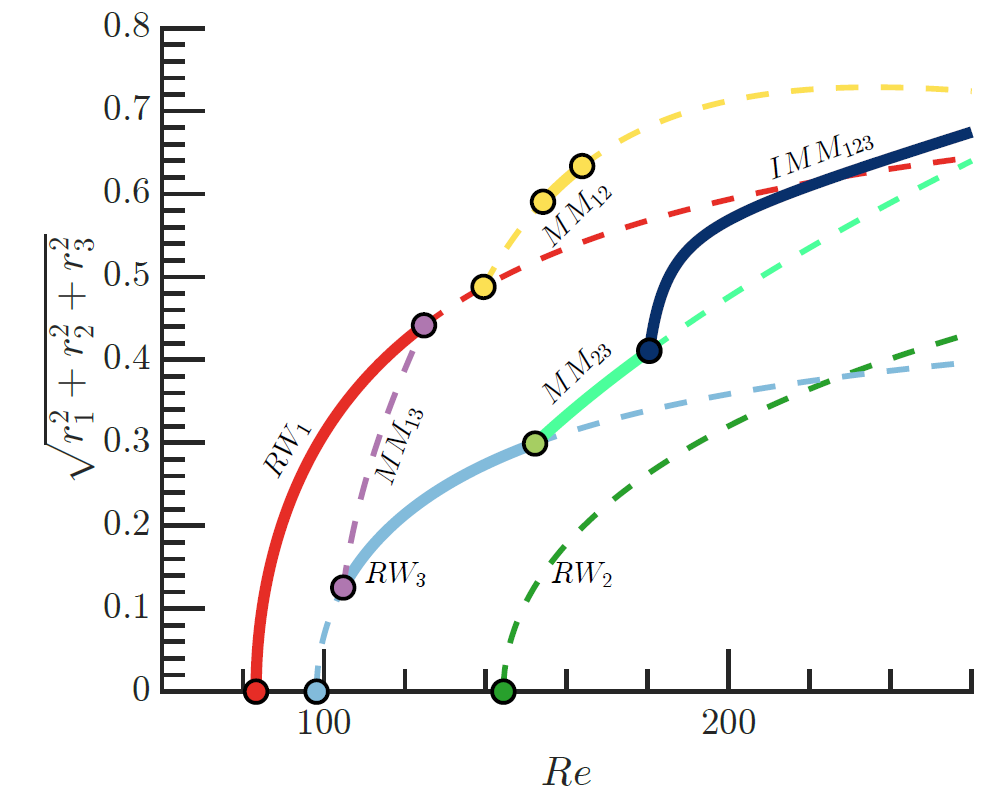 0.8
0.7
0.6
0.5
0.4
0.3
0.2
0.1
0
√r₁² + r₂² + r₃²
RW₁
MM₁₃
RW₃
MM₁₂
MM₂₃
RW₂
IMM₁₂₃
100
200
Re